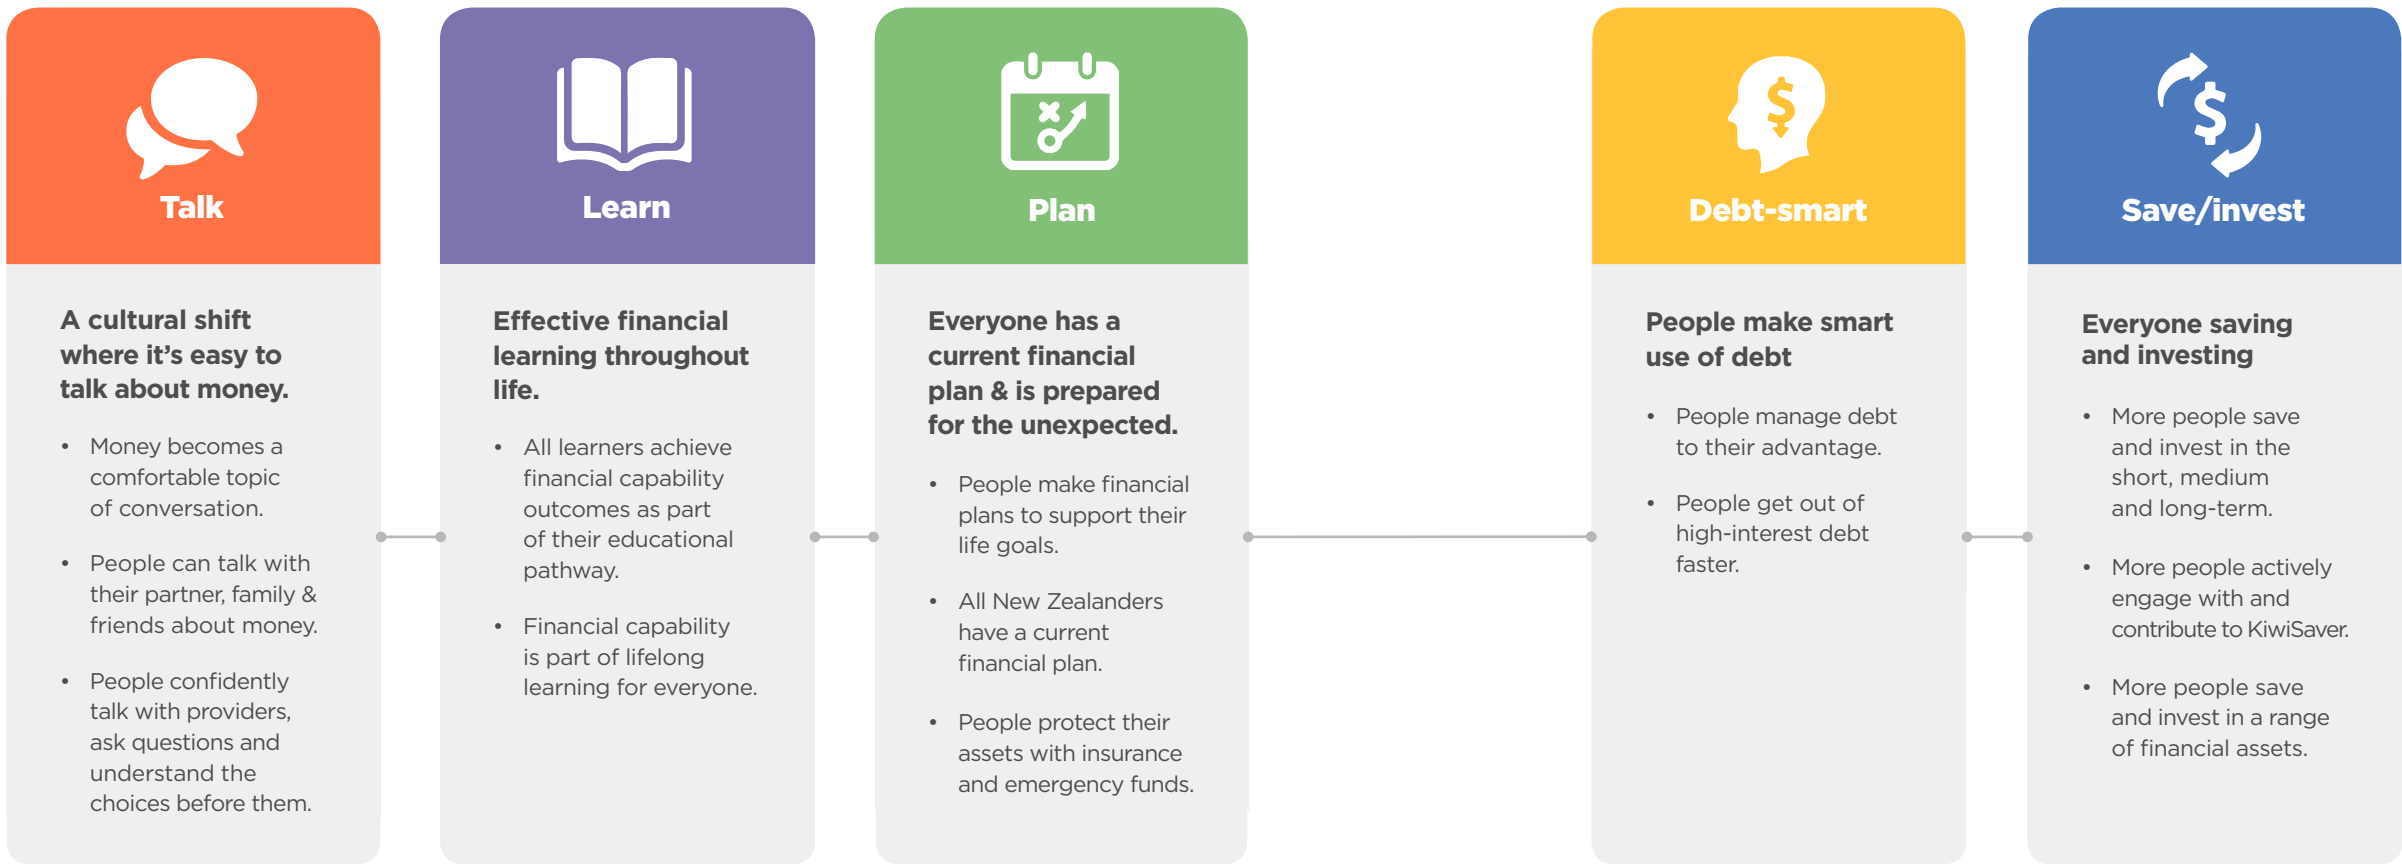 Talk
A cultural shift
where it’s easy to
talk about money.
• Money becomes a
comfortable topic
of conversation.
• People can talk with
their partner, family &
friends about money.
• People confidently
talk with providers,
ask questions and
understand the
choices before them.
Learn
Effective financial
learning throughout
life.
• All learners achieve
financial capability
outcomes as part
of their educational
pathway.
• Financial capability
is part of lifelong
learning for everyone.
Plan
Everyone has a
current financial
plan & is prepared
for the unexpected.
• People make financial
plans to support their
life goals.
• All New Zealanders
have a current
financial plan.
• People protect their
assets with insurance
and emergency funds.
Debt-smart
People make smart
use of debt
• People manage debt
to their advantage.
• People get out of
high-interest debt
faster.
Save/invest
Everyone saving
and investing
• More people save
and invest in the
short, medium
and long-term.
• More people actively
engage with and
contribute to KiwiSaver.
• More people save
and invest in a range
of financial assets.